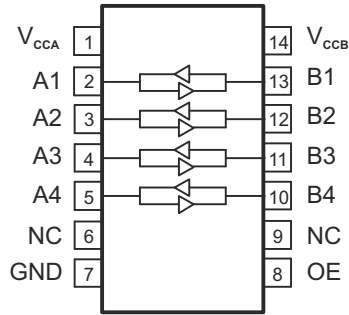 VCCA 1 14 VCCB
A1 2 13 B1
A2 3 12 B2
A3 4 11 B3
A4 5 10 B4
NC 6 9 NC
GND 7 8 OE